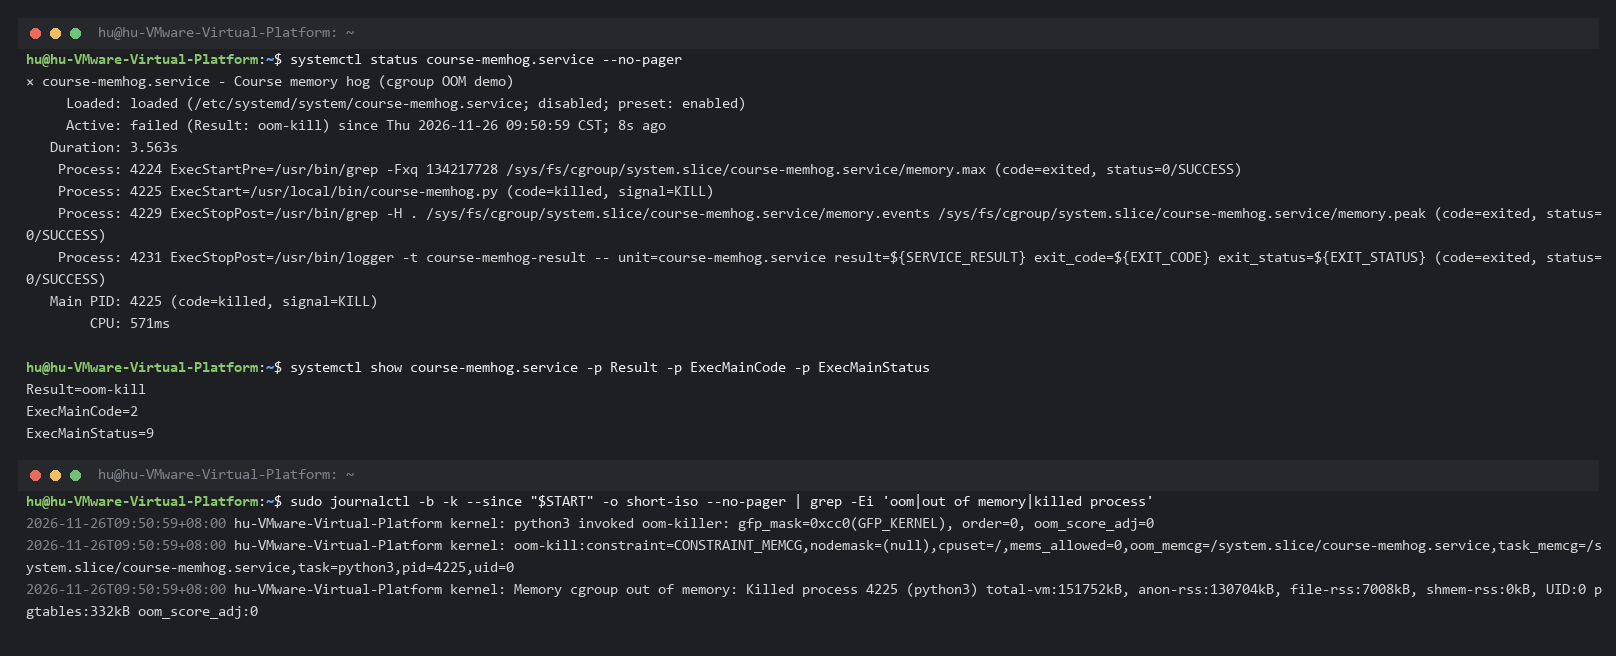 hu@hu-VMware-Virtual-Platform: ~
hu@hu-VMware-Virtual-Platform:~$ systemctl status course-memhog.service --no-pager
× course-memhog.service - Course memory hog (cgroup OOM demo)
     Loaded: loaded (/etc/systemd/system/course-memhog.service; disabled; preset: enabled)
     Active: failed (Result: oom-kill) since Thu 2026-11-26 09:50:59 CST; 8s ago
   Duration: 3.563s
    Process: 4224 ExecStartPre=/usr/bin/grep -Fxq 134217728 /sys/fs/cgroup/system.slice/course-memhog.service/memory.max (code=exited, status=0/SUCCESS)
    Process: 4225 ExecStart=/usr/local/bin/course-memhog.py (code=killed, signal=KILL)
    Process: 4229 ExecStopPost=/usr/bin/grep -H . /sys/fs/cgroup/system.slice/course-memhog.service/memory.events /sys/fs/cgroup/system.slice/course-memhog.service/memory.peak (code=exited, status=
0/SUCCESS)
    Process: 4231 ExecStopPost=/usr/bin/logger -t course-memhog-result -- unit=course-memhog.service result=${SERVICE_RESULT} exit_code=${EXIT_CODE} exit_status=${EXIT_STATUS} (code=exited, status=
0/SUCCESS)
   Main PID: 4225 (code=killed, signal=KILL)
        CPU: 571ms
hu@hu-VMware-Virtual-Platform:~$ systemctl show course-memhog.service -p Result -p ExecMainCode -p ExecMainStatus
Result=oom-kill
ExecMainCode=2
ExecMainStatus=9
hu@hu-VMware-Virtual-Platform: ~
hu@hu-VMware-Virtual-Platform:~$ sudo journalctl -b -k --since "$START" -o short-iso --no-pager | grep -Ei 'oom|out of memory|killed process'
2026-11-26T09:50:59+08:00 hu-VMware-Virtual-Platform kernel: python3 invoked oom-killer: gfp_mask=0xcc0(GFP_KERNEL), order=0, oom_score_adj=0
2026-11-26T09:50:59+08:00 hu-VMware-Virtual-Platform kernel: oom-kill:constraint=CONSTRAINT_MEMCG,nodemask=(null),cpuset=/,mems_allowed=0,oom_memcg=/system.slice/course-memhog.service,task_memcg=/s
ystem.slice/course-memhog.service,task=python3,pid=4225,uid=0
2026-11-26T09:50:59+08:00 hu-VMware-Virtual-Platform kernel: Memory cgroup out of memory: Killed process 4225 (python3) total-vm:151752kB, anon-rss:130704kB, file-rss:7008kB, shmem-rss:0kB, UID:0 p
gtables:332kB oom_score_adj:0